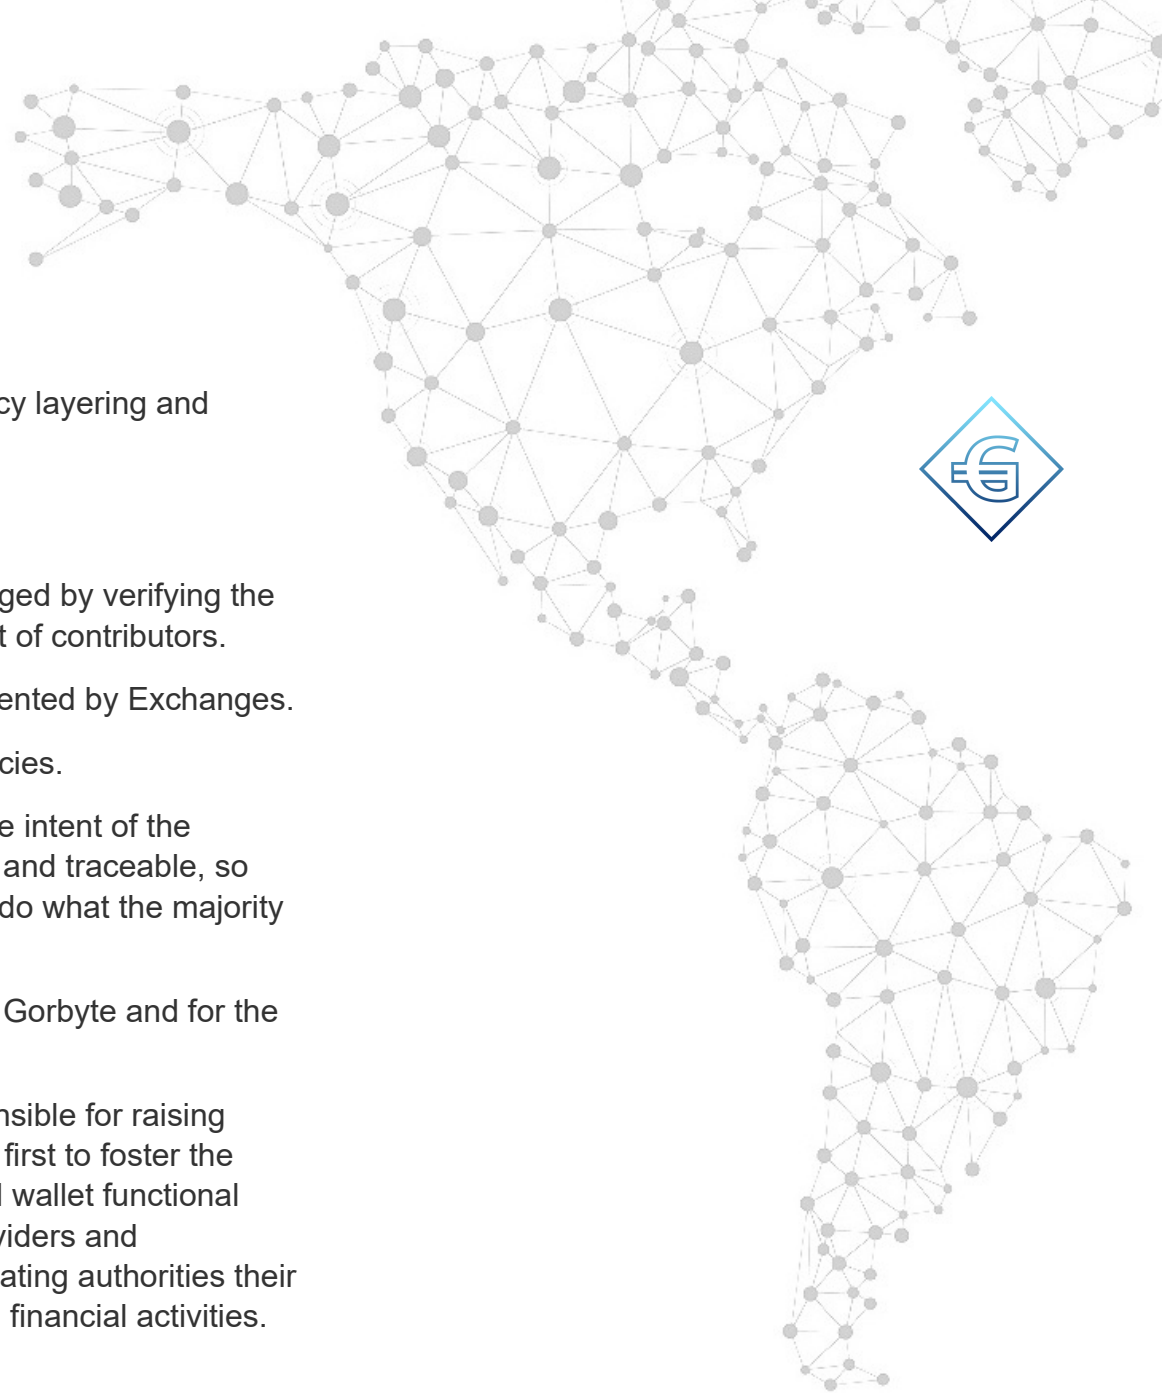 cy layering and
ged by verifying the
t of contributors.
ented by Exchanges.
cies.
e intent of the
and traceable, so
do what the majority
Gorbyte and for the
nsible for raising
first to foster the
l wallet functional
viders and
ating authorities their
financial activities.